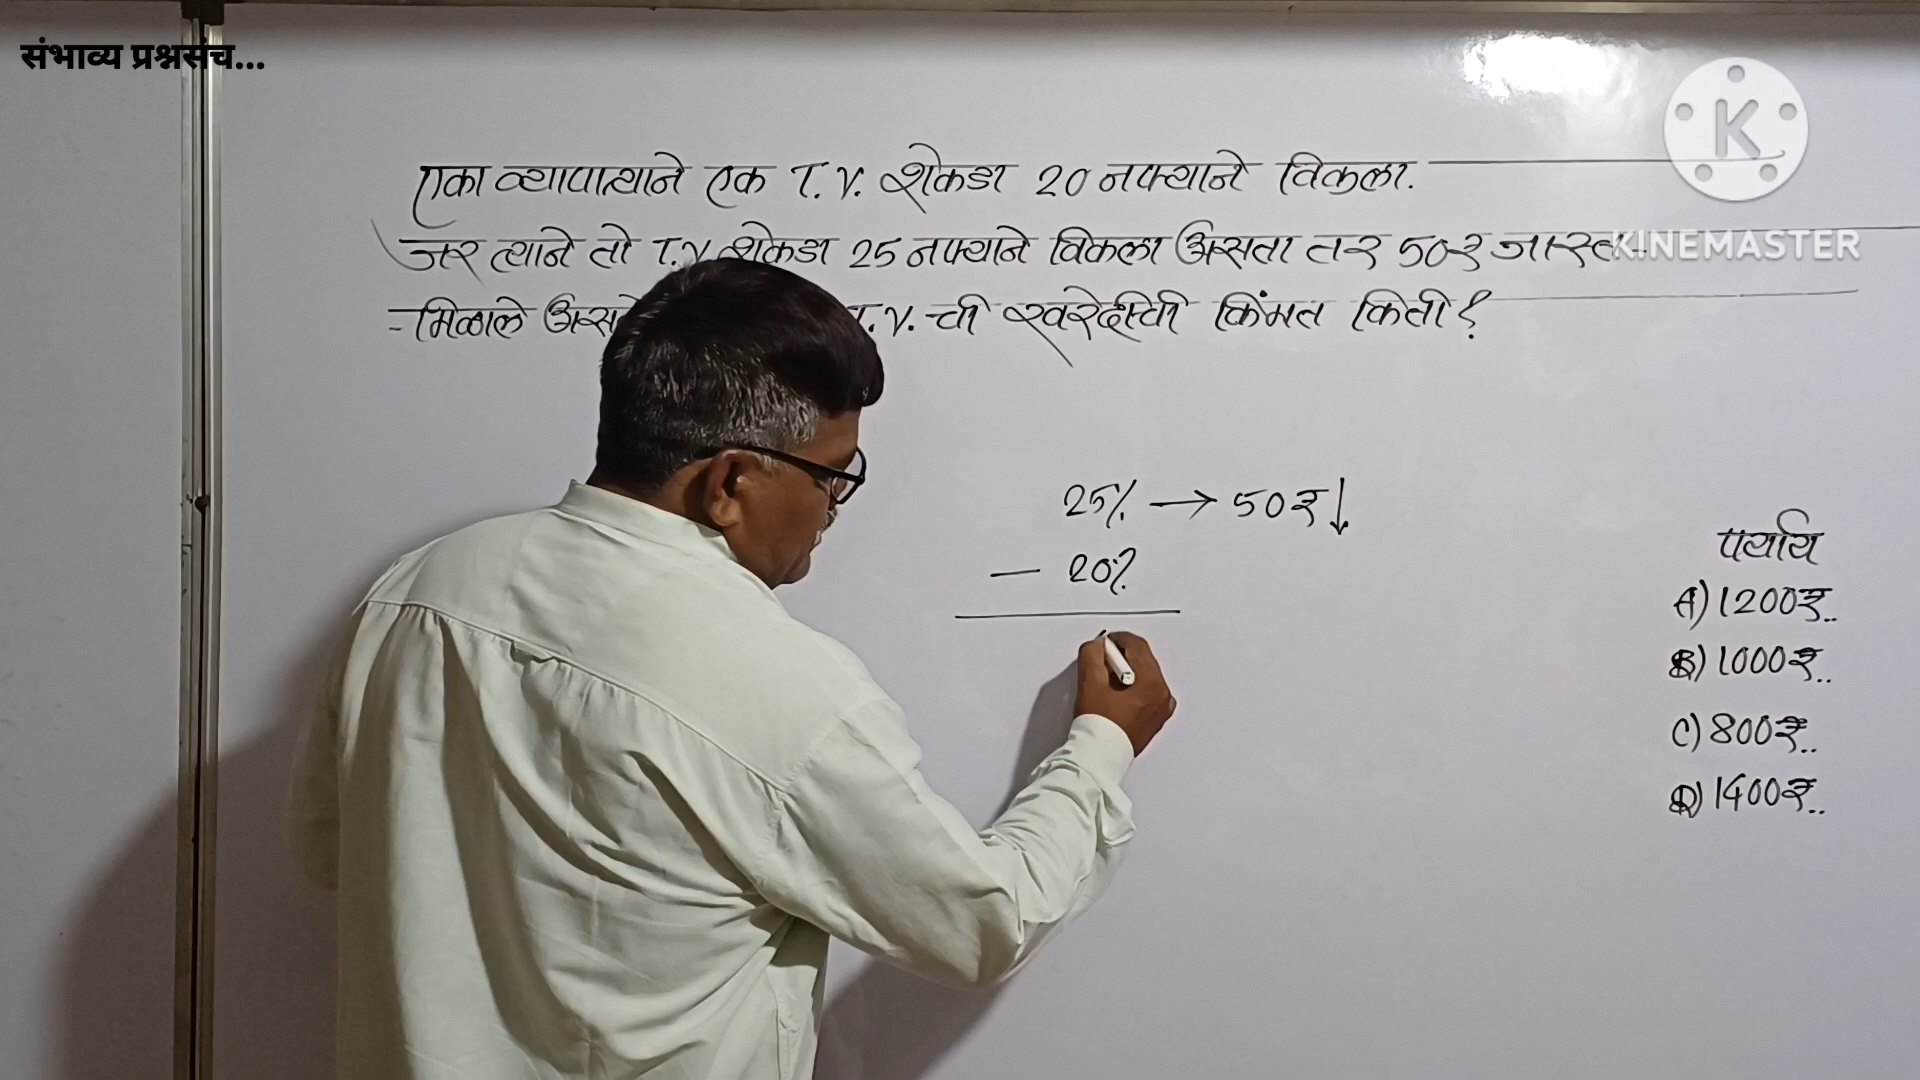 संभाव्य प्रश्नसंच...
K
KINEMASTER
एका व्यापाऱ्याने एक T.V. शेकडा 20 नफ्याने विकला.
जर त्याने तो T.V. शेकडा 25 नफ्याने विकला असता तर 50₹ जास्त
मिळाले T.V. ची खरेदीची किंमत किती?
25% → 50₹ ↓
- 20%
पर्याय
A) 1200₹..
B) 1000₹..
C) 800₹..
D) 1400₹..